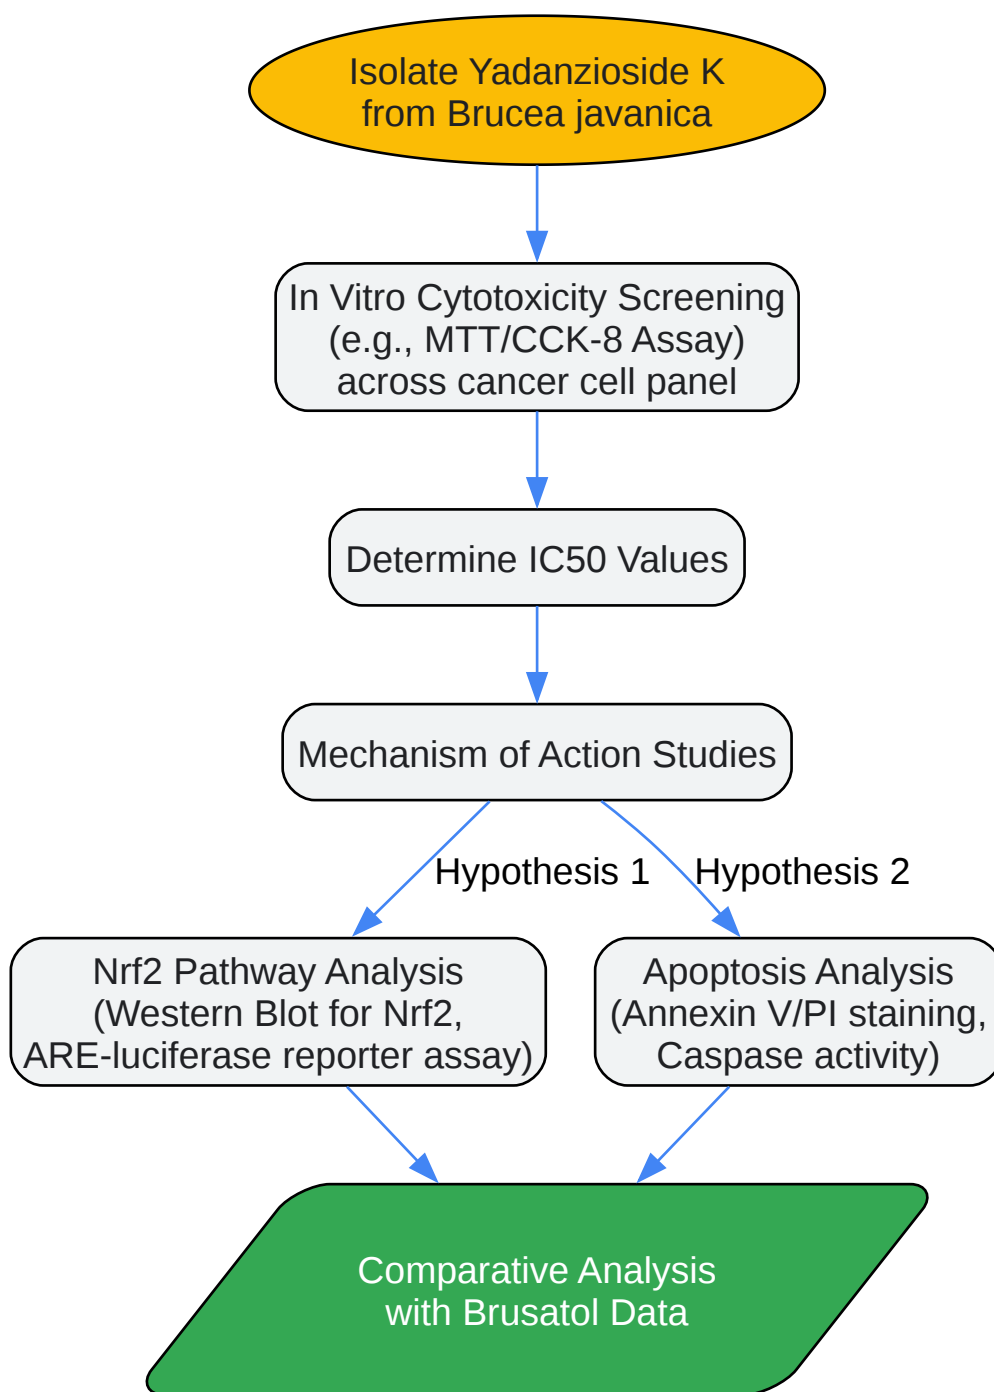 Isolate Yadanzioside K
from Brucea javanica
In Vitro Cytotoxicity Screening
(e.g., MTT/CCK-8 Assay)
across cancer cell panel
Determine IC50 Values
Mechanism of Action Studies
Hypothesis 1
Hypothesis 2
Nrf2 Pathway Analysis
(Western Blot for Nrf2,
ARE-luciferase reporter assay)
Apoptosis Analysis
(Annexin V/PI staining,
Caspase activity)
Comparative Analysis
with Brusatol Data